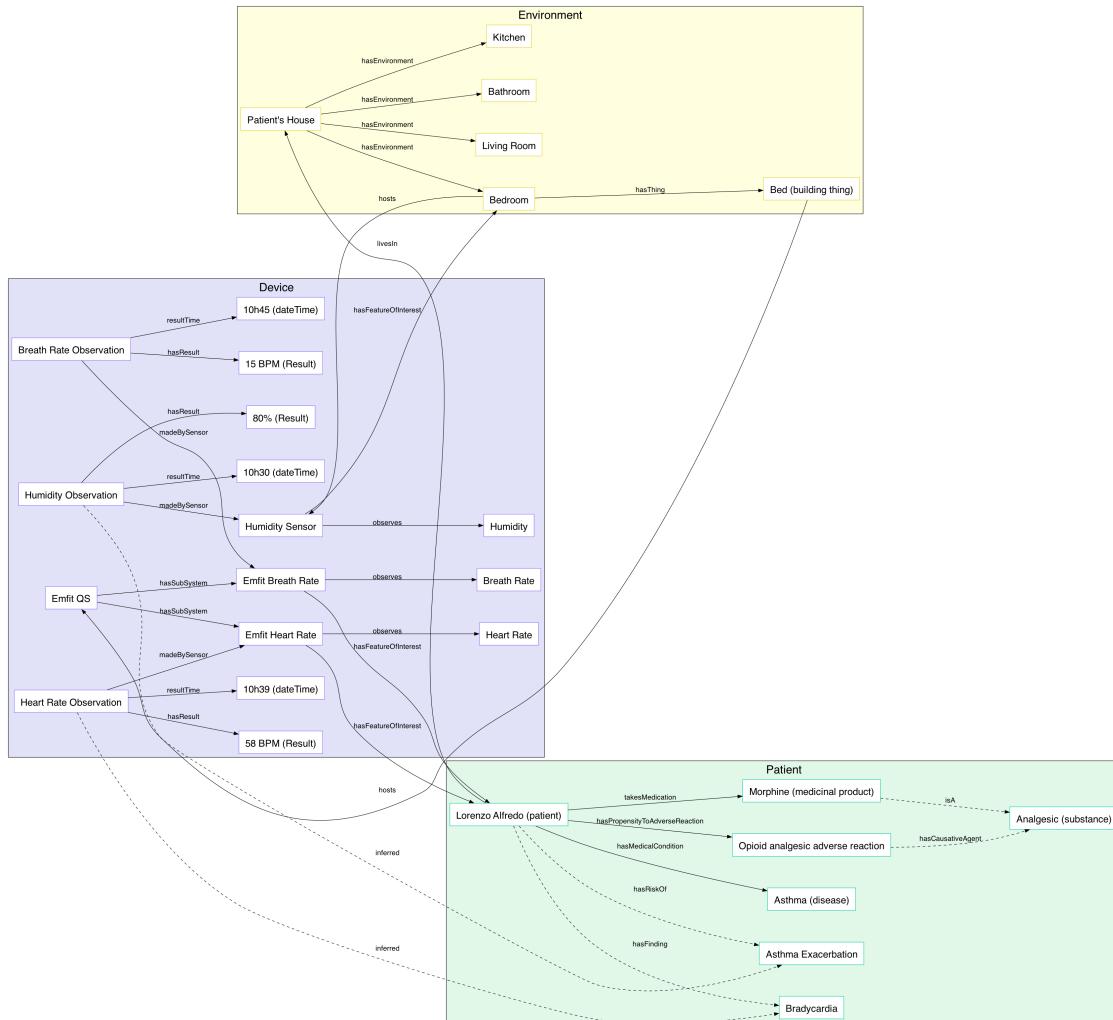 Environment
Kitchen
hasEnvironment
Bathroom
hasEnvironment
Patient's House
hasEnvironment
Living Room
hasEnvironment
hasThing
Bed (building thing)
hosts
Bedroom
livesIn
Device
10h45 (dateTime)
hasFeatureOfInterest
resultTime
Breath Rate Observation
hasResult
15 BPM (Result)
hasResult
80% (Result)
madeBySensor
10h30 (dateTime)
resultTime
Humidity Observation
madeBySensor
Humidity Sensor
observes
Humidity
hasSubSystem
Emfit Breath Rate
observes
Breath Rate
Emfit QS
hasSubSystem
Emfit Heart Rate
observes
Heart Rate
hasFeatureOfInterest
madeBySensor
resultTime
10h39 (dateTime)
Heart Rate Observation
hasResult
hasFeatureOfInterest
58 BPM (Result)
Patient
hosts
takesMedication
Morphine (medicinal product)
isA
Lorenzo Alfredo (patient)
hasPropensityToAdverseReaction
Analgesic (substance)
hasCausativeAgent
hasMedicalCondition
Opioid analgesic adverse reaction
inferred
hasRiskOf
Asthma (disease)
inferred
hasFinding
Asthma Exacerbation
Bradycardia